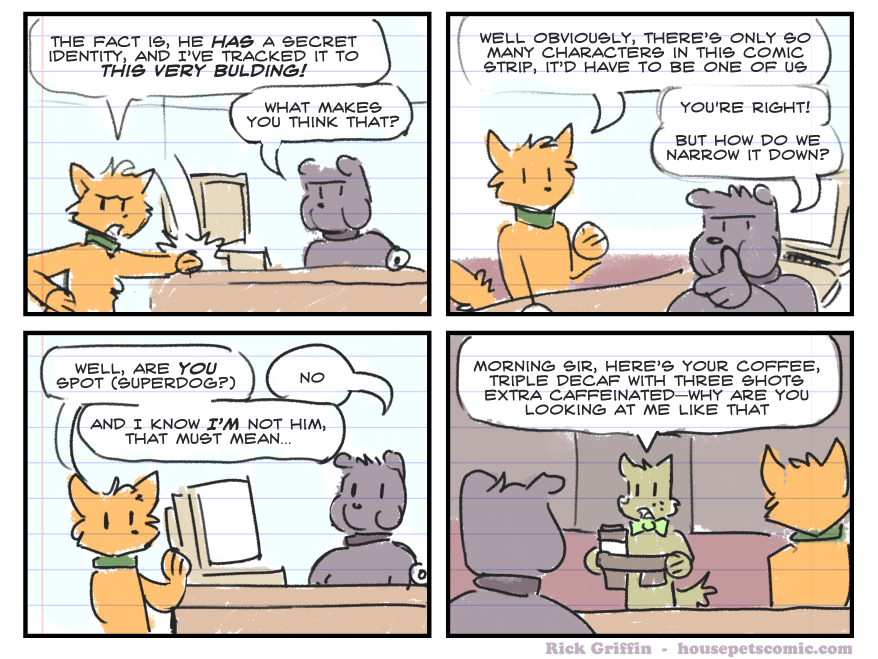 THE FACT IS, HE HAS A SECRET
IDENTITY, AND I'VE TRACKED IT TO
THIS VERY BULDING!
WHAT MAKES
YOU THINK THAT?
WELL OBVIOUSLY, THERE'S ONLY SO
MANY CHARACTERS IN THIS COMIC
STRIP, IT'D HAVE TO BE ONE OF US
YOU'RE RIGHT!
BUT HOW DO WE
NARROW IT DOWN?
WELL, ARE YOU
SPOT (SUPERDOG?)
NO
AND I KNOW I'M NOT HIM,
THAT MUST MEAN...
MORNING SIR, HERE'S YOUR COFFEE,
TRIPLE DECAF WITH THREE SHOTS
EXTRA CAFFEINATED—WHY ARE YOU
LOOKING AT ME LIKE THAT
Rick Griffin - housepetscomic.com